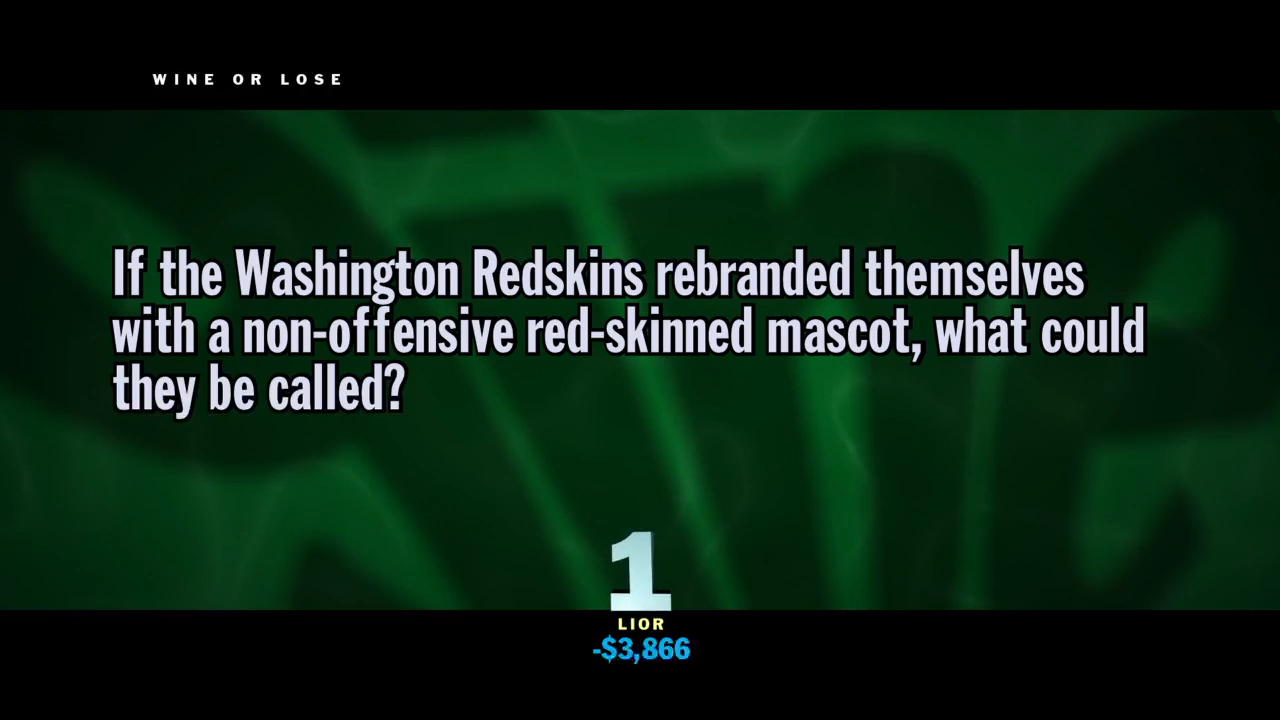 WINE OR LOSE
If the Washington Redskins rebranded themselves
with a non-offensive red-skinned mascot, what could
they be called?
1
LIOR
-$3,866